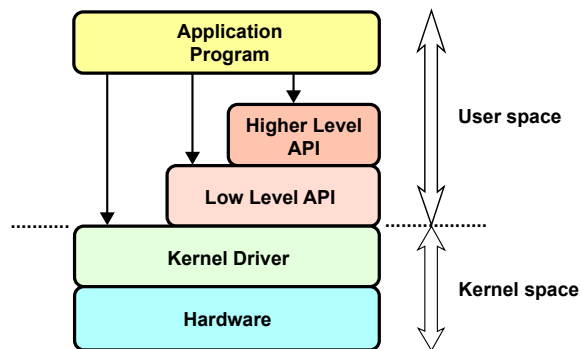 Application
Program
Higher Level
API
User space
Low Level API
Kernel Driver
Kernel space
Hardware